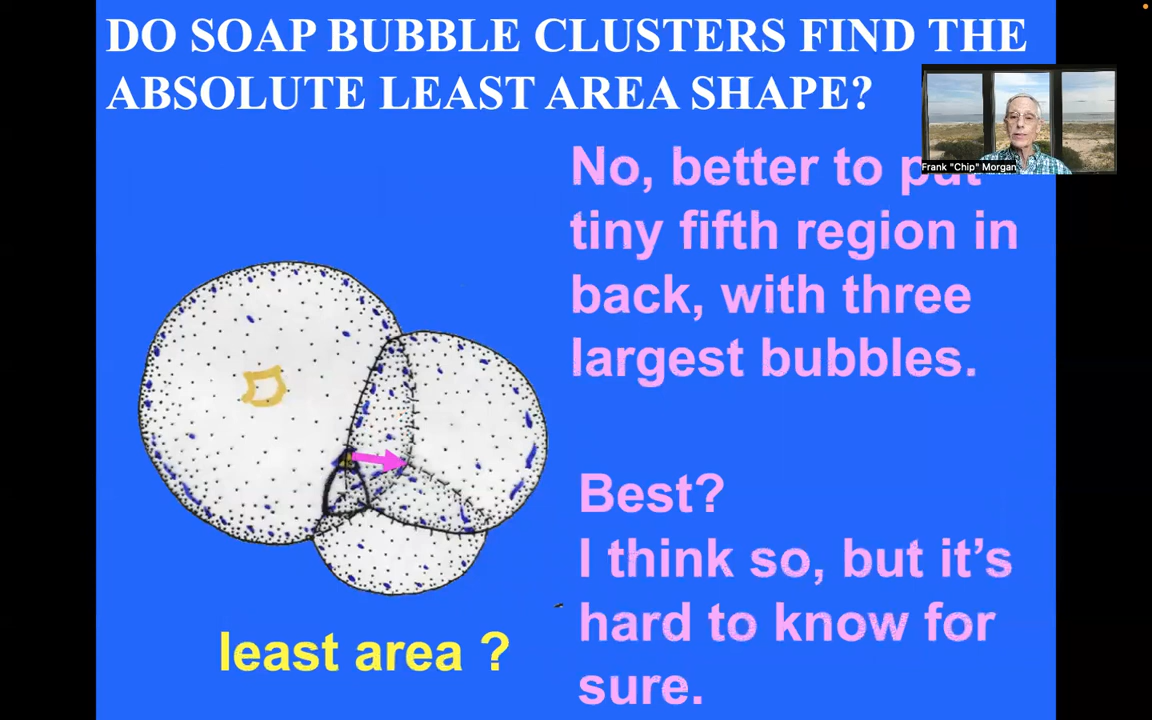 DO SOAP BUBBLE CLUSTERS FIND THE
ABSOLUTE LEAST AREA SHAPE?
Frank "Chip" Morgan
No, better to put
tiny fifth region in
back, with three
largest bubbles.
Best?
I think so, but it's
hard to know for
sure.
least area ?